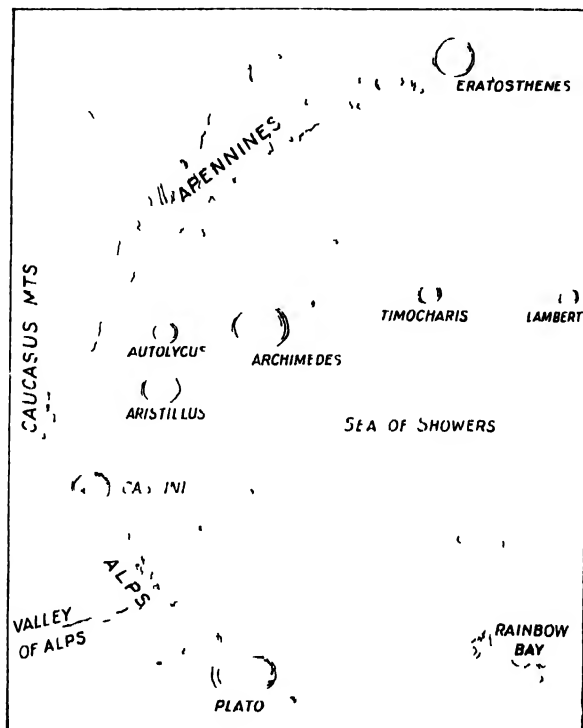 ERATOSTHENES
APENNINES
CAUCASUS MTS
TIMOCHARIS
LAMBERT
AUTOLYCUS
ARCHIMEDES
ARISTILLUS
SEA OF SHOWERS
CASSINI
ALPS
VALLEY
OF ALPS
RAINBOW
BAY
PLATO